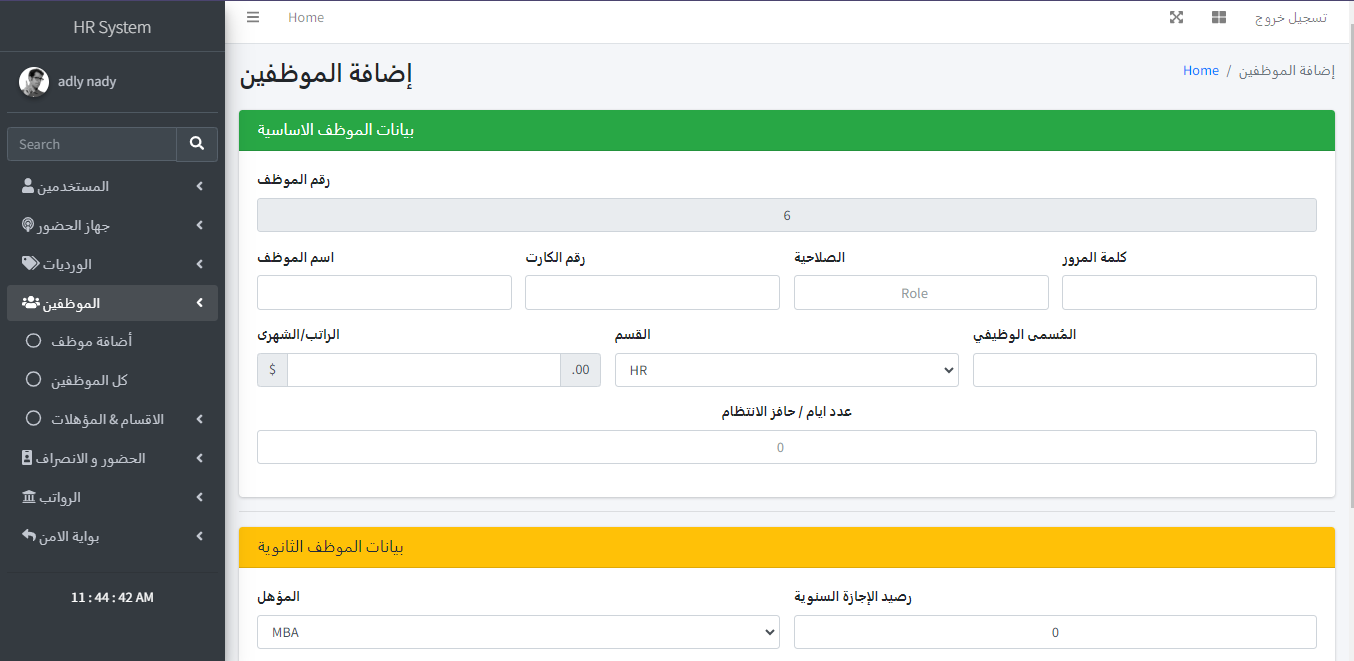 HR System
adly nady
Search
المستخدمين
جهاز الحضور
الورديات
الموظفين
أضافة موظف
كل الموظفين
الاقسام & المؤهلات
الحضور و الانصراف
الرواتب
بواية الامن
11 : 44 : 42 AM
Home
تسجيل خروج
إضافة الموظفين
Home / إضافة الموظفين
بيانات الموظف الاساسية
رقم الموظف
6
اسم الموظف
رقم الكارت
الصلاحية
كلمة المرور
Role
الراتب/الشهرى
القسم
المُسمى الوظيفي
$
.00
HR
عدد ايام / حافز الانتظام
0
بيانات الموظف الثانوية
المؤهل
رصيد الإجازة السنوية
MBA
0